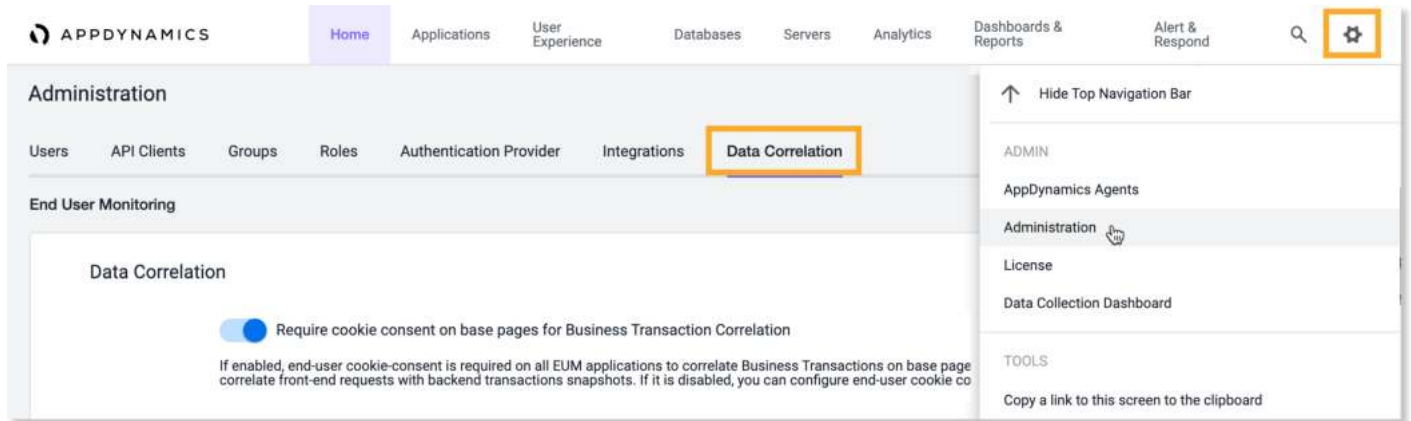 APPDYNAMICS
Home
Applications
User
Experience
Databases
Servers
Analytics
Dashboards &
Reports
Alert &
Respond
Administration
Hide Top Navigation Bar
Users
API Clients
Groups
Roles
Authentication Provider
Integrations
Data Correlation
ADMIN
AppDynamics Agents
End User Monitoring
Administration
License
Data Correlation
Data Collection Dashboard
Require cookie consent on base pages for Business Transaction Correlation
If enabled, end-user cookie-consent is required on all EUM applications to correlate Business Transactions on base page
correlate front-end requests with backend transactions snapshots. If it is disabled, you can configure end-user cookie co
TOOLS
Copy a link to this screen to the clipboard